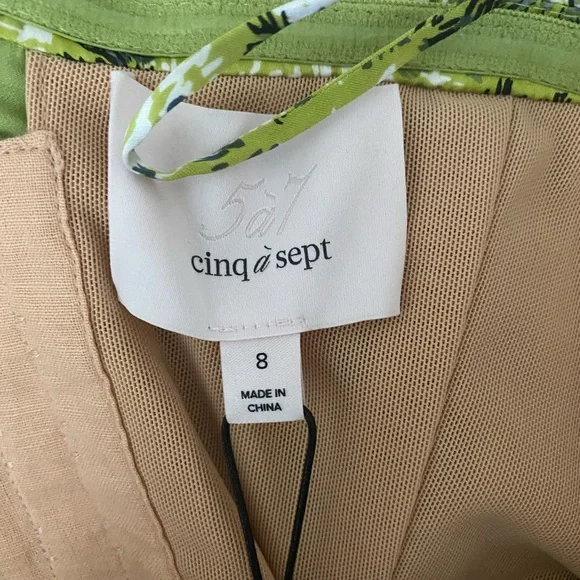 5à7
cinq à sept
8
MADE IN
CHINA